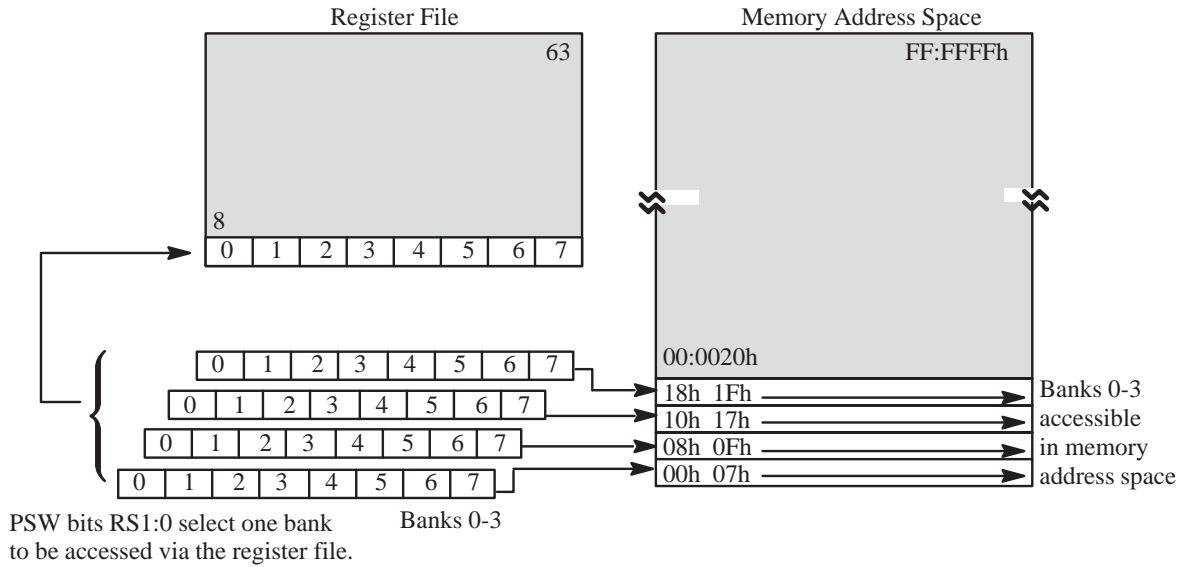 Register File
Memory Address Space
63
FF:FFFFh
8
0 1 2 3 4 5 6 7
00:0020h
0 1 2 3 4 5 6 7
18h 1Fh
Banks 0-3
0 1 2 3 4 5 6 7
10h 17h
accessible
0 1 2 3 4 5 6 7
08h 0Fh
in memory
0 1 2 3 4 5 6 7
00h 07h
address space
PSW bits RS1:0 select one bank
to be accessed via the register file.
Banks 0-3